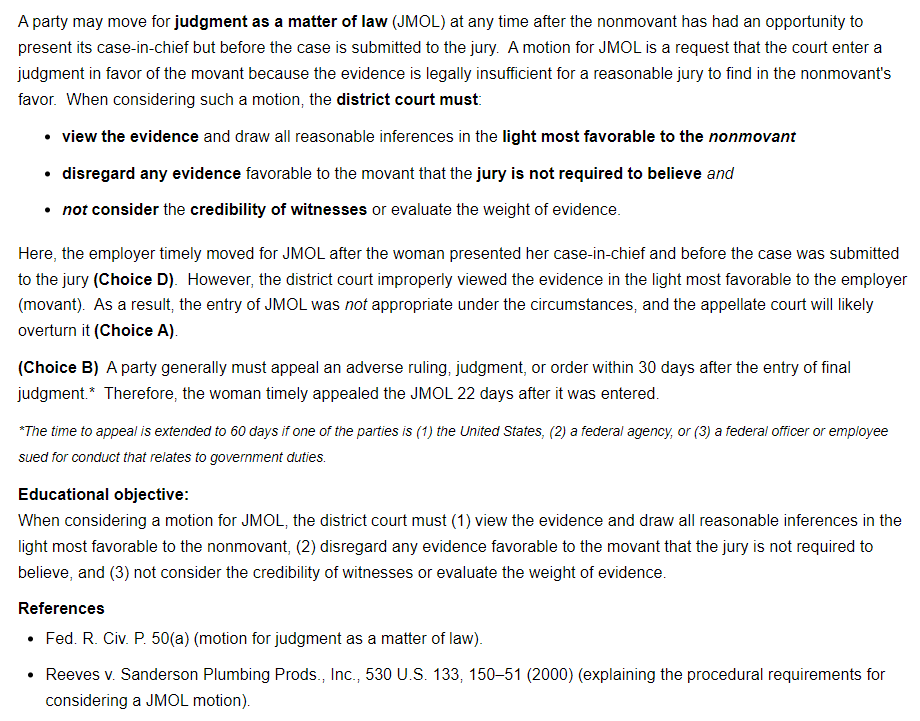 A party may move for judgment as a matter of law (JMOL) at any time after the nonmovant has had an opportunity to
present its case-in-chief but before the case is submitted to the jury.  A motion for JMOL is a request that the court enter a
judgment in favor of the movant because the evidence is legally insufficient for a reasonable jury to find in the nonmovant's
favor.  When considering such a motion, the district court must:
• view the evidence and draw all reasonable inferences in the light most favorable to the nonmovant
• disregard any evidence favorable to the movant that the jury is not required to believe and
• not consider the credibility of witnesses or evaluate the weight of evidence.
Here, the employer timely moved for JMOL after the woman presented her case-in-chief and before the case was submitted
to the jury (Choice D).  However, the district court improperly viewed the evidence in the light most favorable to the employer
(movant).  As a result, the entry of JMOL was not appropriate under the circumstances, and the appellate court will likely
overturn it (Choice A).
(Choice B)  A party generally must appeal an adverse ruling, judgment, or order within 30 days after the entry of final
judgment.*  Therefore, the woman timely appealed the JMOL 22 days after it was entered.
*The time to appeal is extended to 60 days if one of the parties is (1) the United States, (2) a federal agency, or (3) a federal officer or employee
sued for conduct that relates to government duties.
Educational objective:
When considering a motion for JMOL, the district court must (1) view the evidence and draw all reasonable inferences in the
light most favorable to the nonmovant, (2) disregard any evidence favorable to the movant that the jury is not required to
believe, and (3) not consider the credibility of witnesses or evaluate the weight of evidence.
References
• Fed. R. Civ. P. 50(a) (motion for judgment as a matter of law).
• Reeves v. Sanderson Plumbing Prods., Inc., 530 U.S. 133, 150–51 (2000) (explaining the procedural requirements for
considering a JMOL motion).